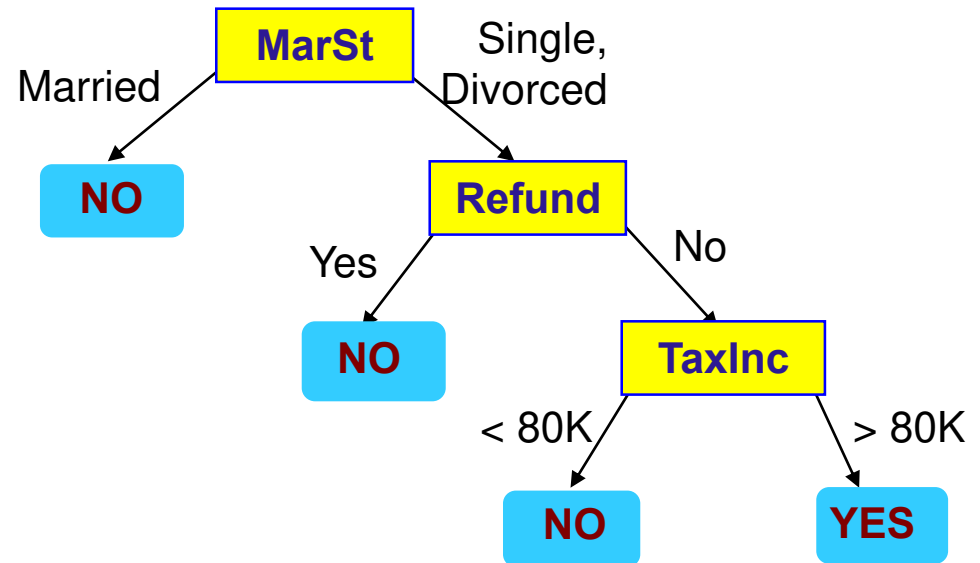 MarSt
Single,
Divorced
Married
NO
Refund
Yes
No
NO
TaxInc
< 80K
> 80K
NO
YES